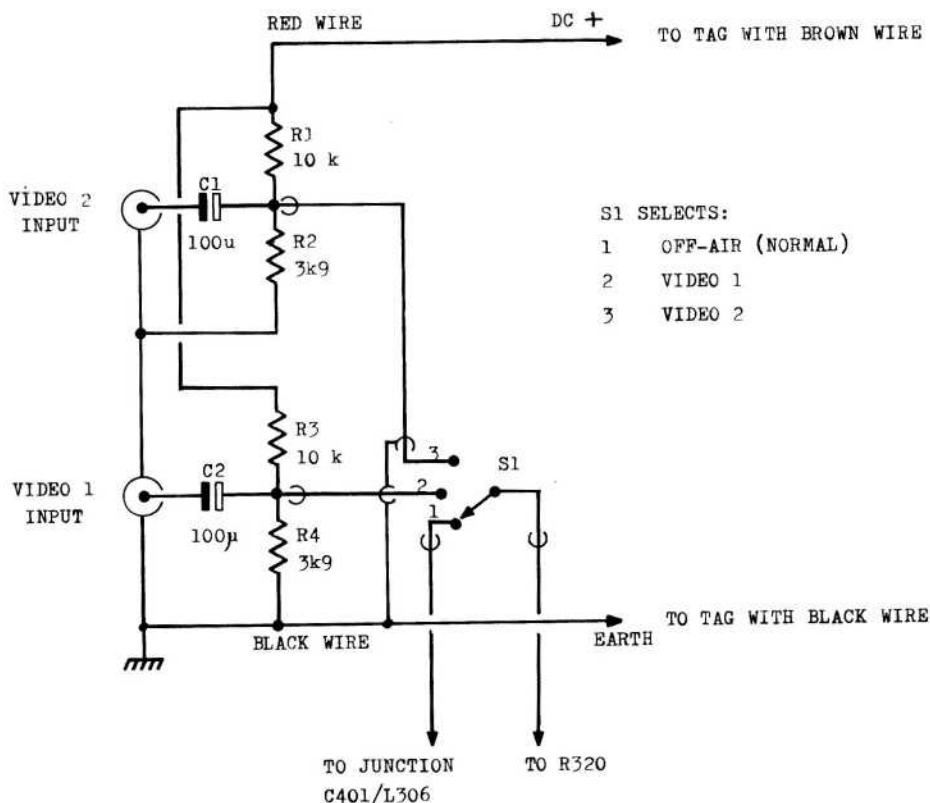 RED WIRE
DC +
TO TAG WITH BROWN WIRE
R1
10 k
C1
VIDEO 2
INPUT
100u
R2
3k9
S1 SELECTS:
1 OFF-AIR (NORMAL)
2 VIDEO 1
3 VIDEO 2
R3
10 k
3
S1
C2
2
VIDEO 1
INPUT
1
100µ
R4
3k9
TO TAG WITH BLACK WIRE
BLACK WIRE
EARTH
TO JUNCTION
C401/L306
TO R320